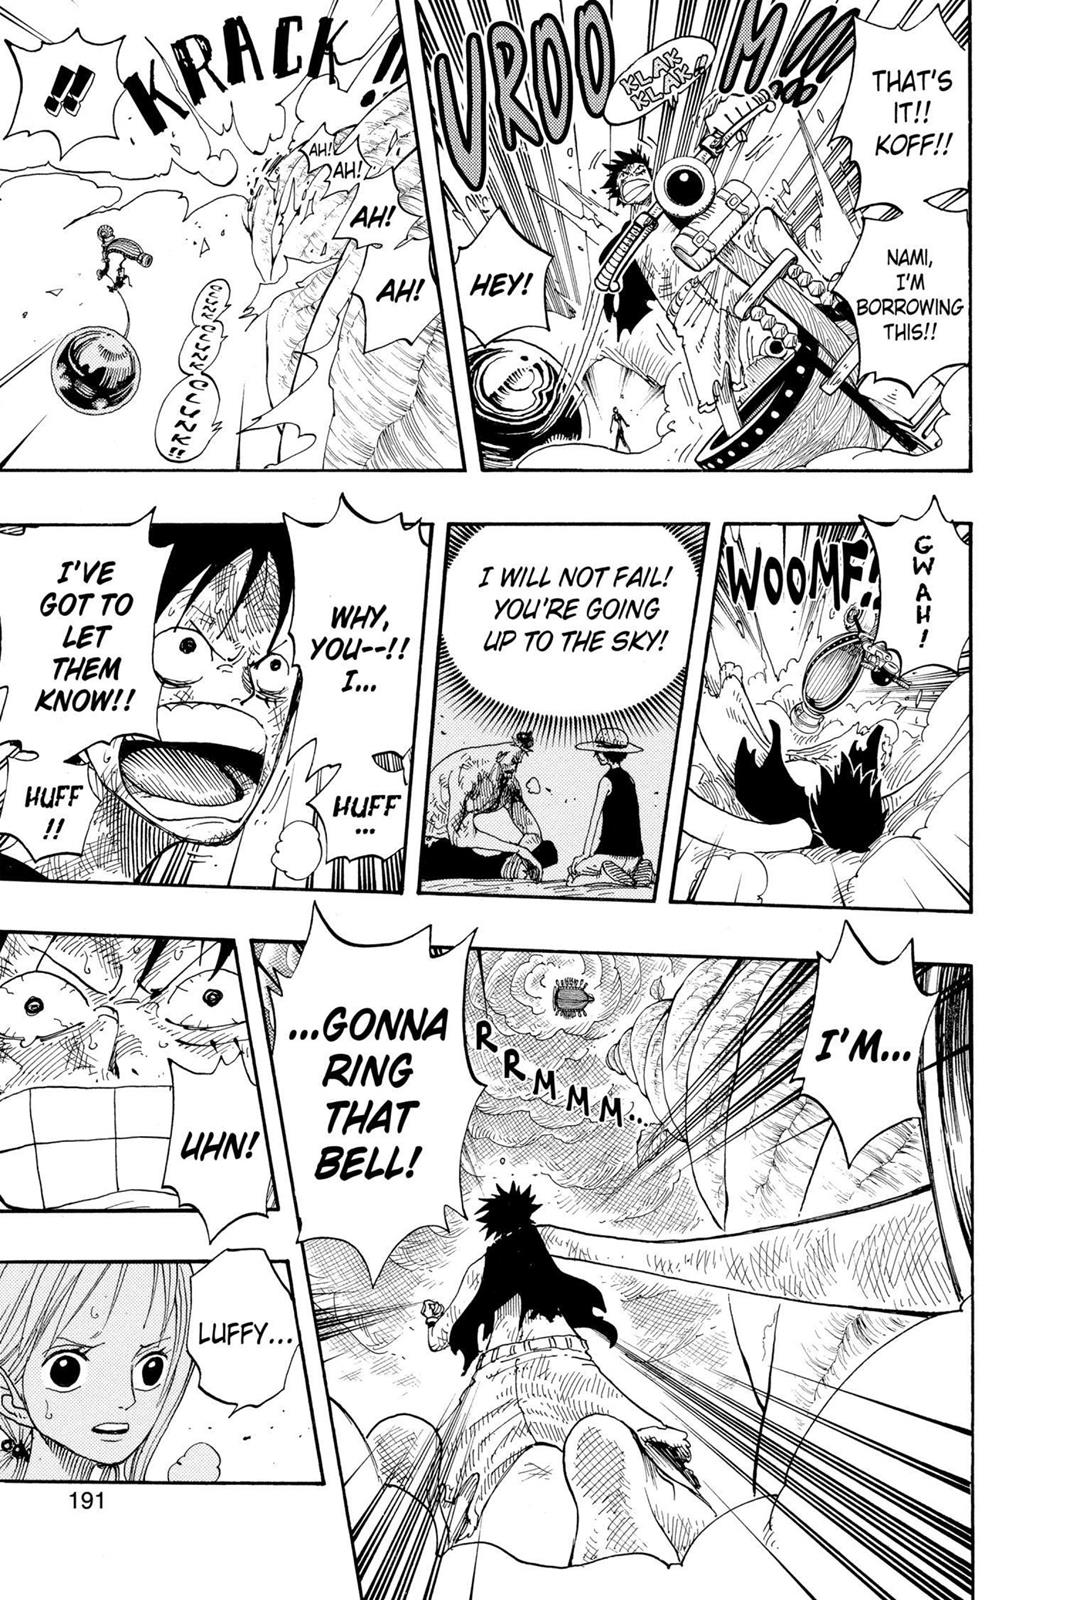 THAT'S
IT!!
KOFF!!
NAMI,
I'M
BORROWING
THIS!!
VROOM
KLAK
KLAK!!
HEY!
KRACK!!
AH!
AH!
AH!
AH!
!!
CLUNK CLUNK CLUNK!!
GWAH!
WOOMF!!
I WILL NOT FAIL!
YOU'RE GOING
UP TO THE SKY!
WHY,
YOU--!!
I...
HUFF
...
I'VE
GOT TO
LET
THEM
KNOW!!
HUFF
!!
I'M...
RRMMM...
...GONNA
RING
THAT
BELL!
UHN!
LUFFY...
191